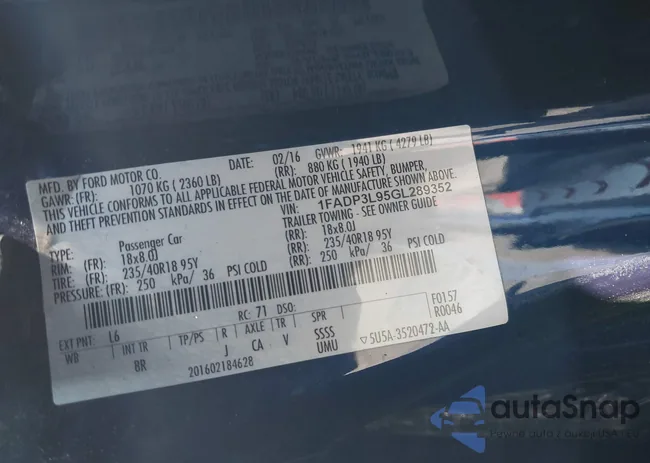 MFD. BY FORD MOTOR CO. DATE: 02/16 GVWR: 1941 KG ( 4279 LB)
GAWR: (FR): 1070 KG ( 2360 LB) (RR): 880 KG ( 1940 LB)
THIS VEHICLE CONFORMS TO ALL APPLICABLE FEDERAL MOTOR VEHICLE SAFETY, BUMPER,
AND THEFT PREVENTION STANDARDS IN EFFECT ON THE DATE OF MANUFACTURE SHOWN ABOVE.
VIN: 1FADP3L95GL289352
TYPE: Passenger Car TRAILER TOWING - SEE OWNER GUIDE
RIM: (FR): 18x8.0J (RR): 18x8.0J
TIRE: (FR): 235/40R18 95Y (RR): 235/40R18 95Y
PRESSURE: (FR): 250 kPa/ 36 PSI COLD (RR): 250 kPa/ 36 PSI COLD
EXT PNT: L6 RC: 71 DSO: F0157
WB INT TR TP/PS R AXLE TR SPR R0046
BR J CA V SSSS
UMU ▽ 5U5A-3S20472-AA
201602184628
autaSnap